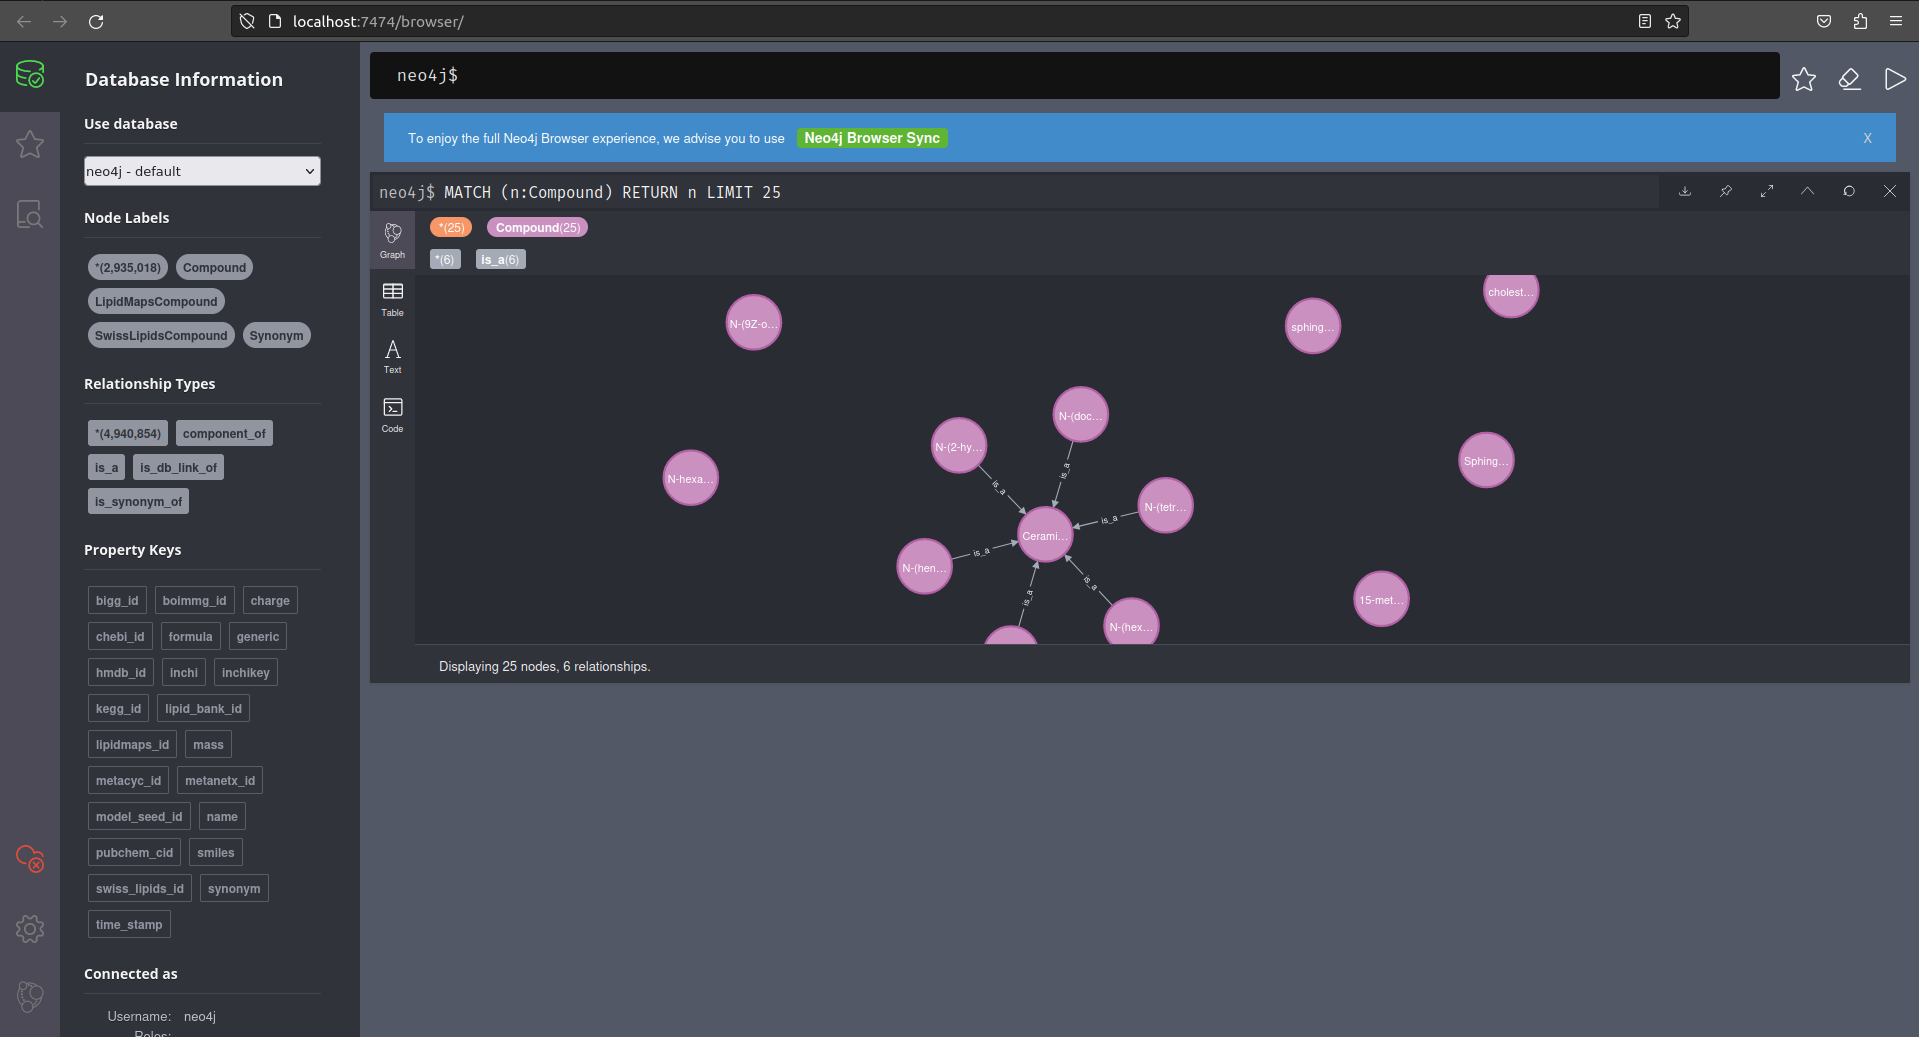 localhost:7474/browser/
Database Information
Use database
neo4j - default
Node Labels
*(2,935,018) Compound
LipidMapsCompound
SwissLipidsCompound Synonym
Relationship Types
*(4,940,854) component_of
is_a is_db_link_of
is_synonym_of
Property Keys
bigg_id boimmg_id charge
chebi_id formula generic
hmdb_id inchi inchikey
kegg_id lipid_bank_id
lipidmaps_id mass
metacyc_id metanetx_id
model_seed_id name
pubchem_cid smiles
swiss_lipids_id synonym
time_stamp
Connected as
Username: neo4j
Roles:
neo4j$
To enjoy the full Neo4j Browser experience, we advise you to use Neo4j Browser Sync X
neo4j$ MATCH (n:Compound) RETURN n LIMIT 25
Graph
Table
Text
Code
*(25) Compound(25)
*(6) is_a(6)
cholest...
N-(9Z-o...
sphing...
N-(doc...
N-(2-hy...
Sphing...
is_a
N-hexa...
is_a
N-(tetr...
is_a
Cerami...
is_a
N-(hen...
is_a
is_a
15-met...
N-(hex...
Displaying 25 nodes, 6 relationships.